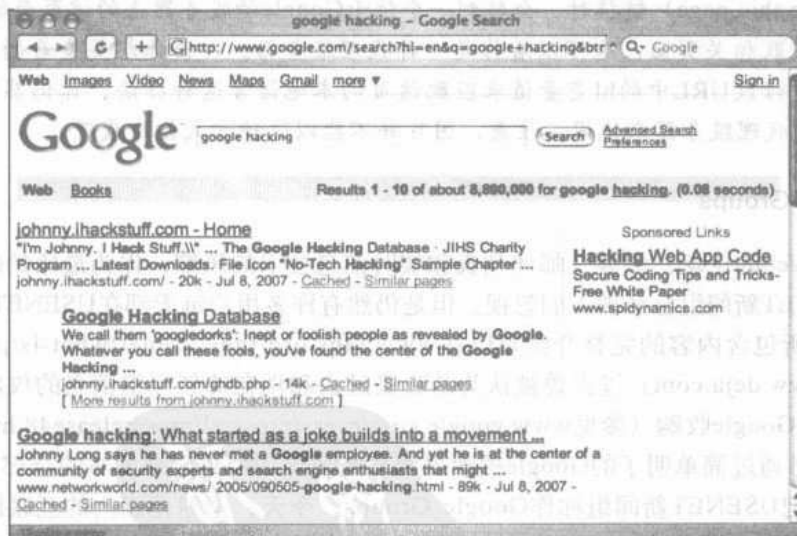 google hacking – Google Search
http://www.google.com/search?hl=en&q=google+hacking&btr
Google
Web Images Video News Maps Gmail more ▼ Sign in
Google google hacking Search Advanced Search
Preferences
Web Books Results 1 - 10 of about 8,890,000 for google hacking. (0.08 seconds)
johnny.ihackstuff.com - Home
"I'm Johnny. I Hack Stuff.\\" ... The Google Hacking Database · JIHS Charity
Program ... Latest Downloads. File Icon "No-Tech Hacking" Sample Chapter ...
johnny.ihackstuff.com/ - 20k - Jul 8, 2007 - Cached - Similar pages
Google Hacking Database
We call them 'googledorks': Inept or foolish people as revealed by Google.
Whatever you call these fools, you've found the center of the Google
Hacking ...
johnny.ihackstuff.com/ghdb.php - 14k - Cached - Similar pages
[ More results from johnny.ihackstuff.com ]
Google hacking: What started as a joke builds into a movement ...
Johnny Long says he has never met a Google employee. And yet he is at the center of a
community of security experts and search engine enthusiasts that might ...
www.networkworld.com/news/ 2005/090505-google-hacking.html - 89k - Jul 8, 2007 -
Cached - Similar pages
Sponsored Links
Hacking Web App Code
Secure Coding Tips and Tricks-
Free White Paper
www.spidynamics.com